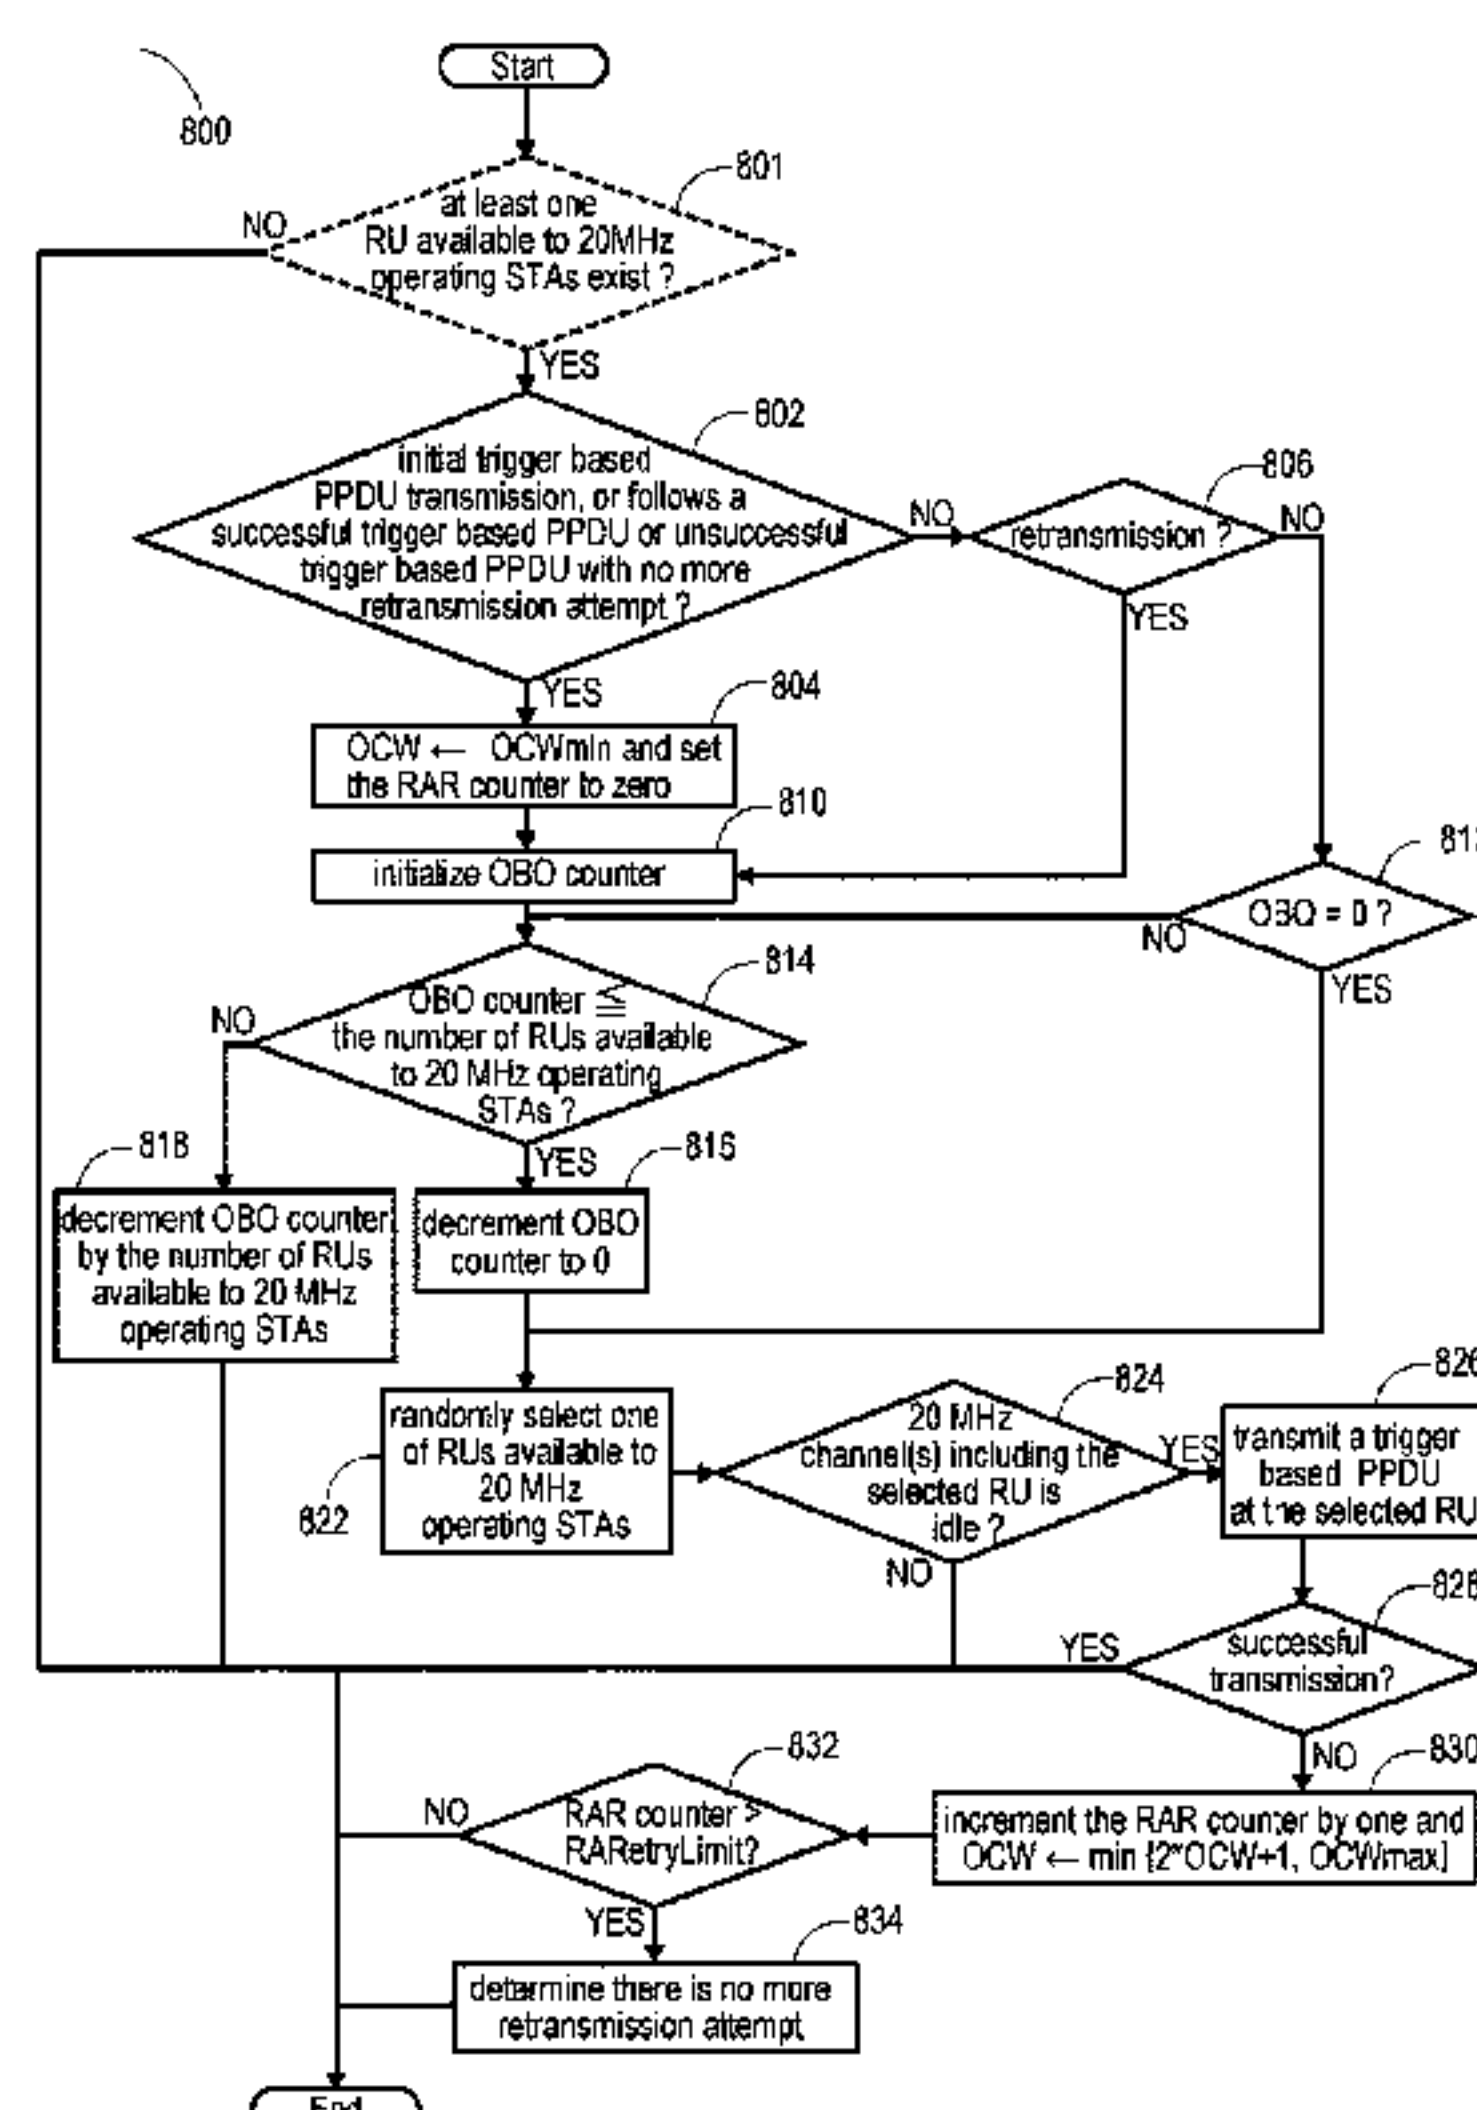 Start
800
801
at least one
RU available to 20MHz
operating STAs exist ?
NO
YES
802
initial trigger based
PPDU transmission, or follows a
successful trigger based PPDU or unsuccessful
trigger based PPDU with no more
retransmission attempt ?
NO
806
retransmission ?
NO
YES
YES
804
OCW ← OCWmin and set
the RAR counter to zero
810
initialize OBO counter
OBO = 0 ?
NO
YES
814
OBO counter ≦
the number of RUs available
to 20 MHz operating
STAs ?
NO
YES
818
decrement OBO counter
by the number of RUs
available to 20 MHz
operating STAs
816
decrement OBO
counter to 0
822
randomly select one
of RUs available to
20 MHz
operating STAs
824
20 MHz
channel(s) including the
selected RU is
idle ?
YES
NO
826
transmit a trigger
based PPDU
at the selected RU
828
successful
transmission?
YES
NO
830
increment the RAR counter by one and
OCW ← min [2*OCW+1, OCWmax]
832
RAR counter >
RARetryLimit?
NO
YES
834
determine there is no more
retransmission attempt
End